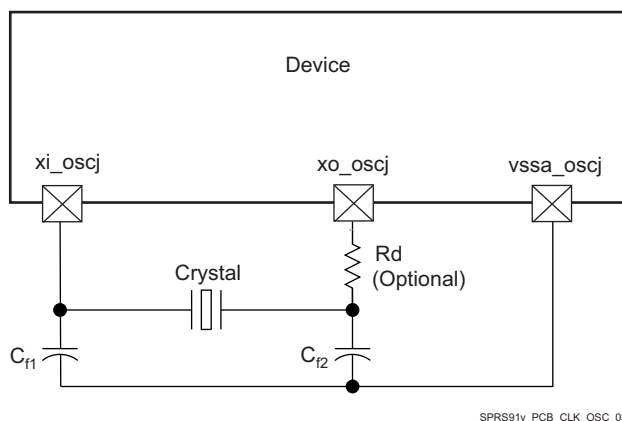 Device
xi_oscj
xo_oscj
vssa_oscj
Rd
(Optional)
Crystal
Cf1
Cf2